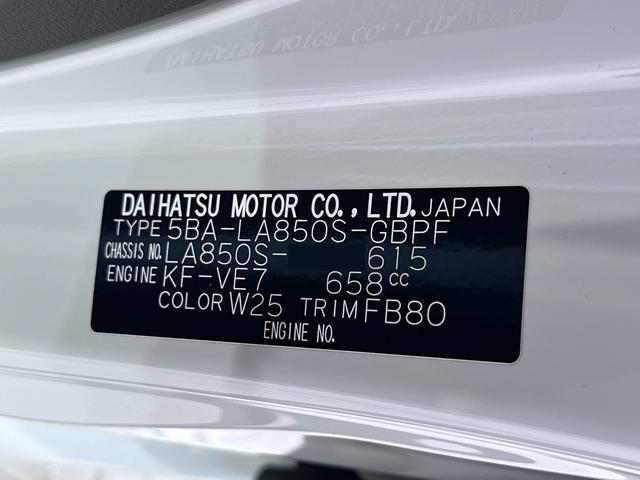 DAIHATSU MOTOR CO., LTD. JAPAN
TYPE 5BA-LA850S-GBPF
CHASSIS NO. LA850S- 615
ENGINE KF-VE7 658cc
COLOR W25 TRIM FB80
ENGINE NO.